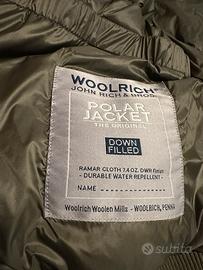 WOOLRICH®
JOHN RICH & BROS.
POLAR
JACKET
THE ORIGINAL
DOWN
FILLED
RAMAR CLOTH 7.4 OZ. DWR Finish
- DURABLE WATER REPELLENT -
NAME
Woolrich Woolen Mills - WOOLRICH, PENNA
subito